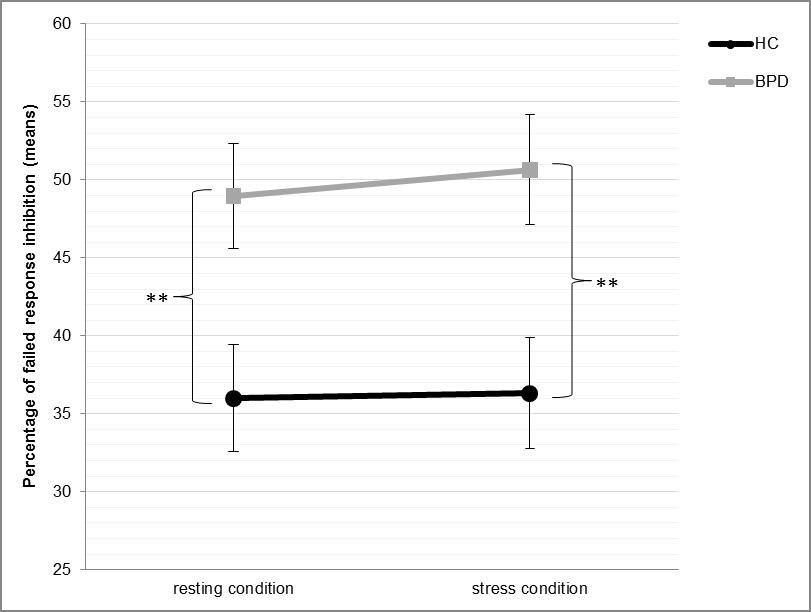 60
55
50
45
40
35
30
25
Percentage of failed response inhibition (means)
**
**
resting condition
stress condition
HC
BPD